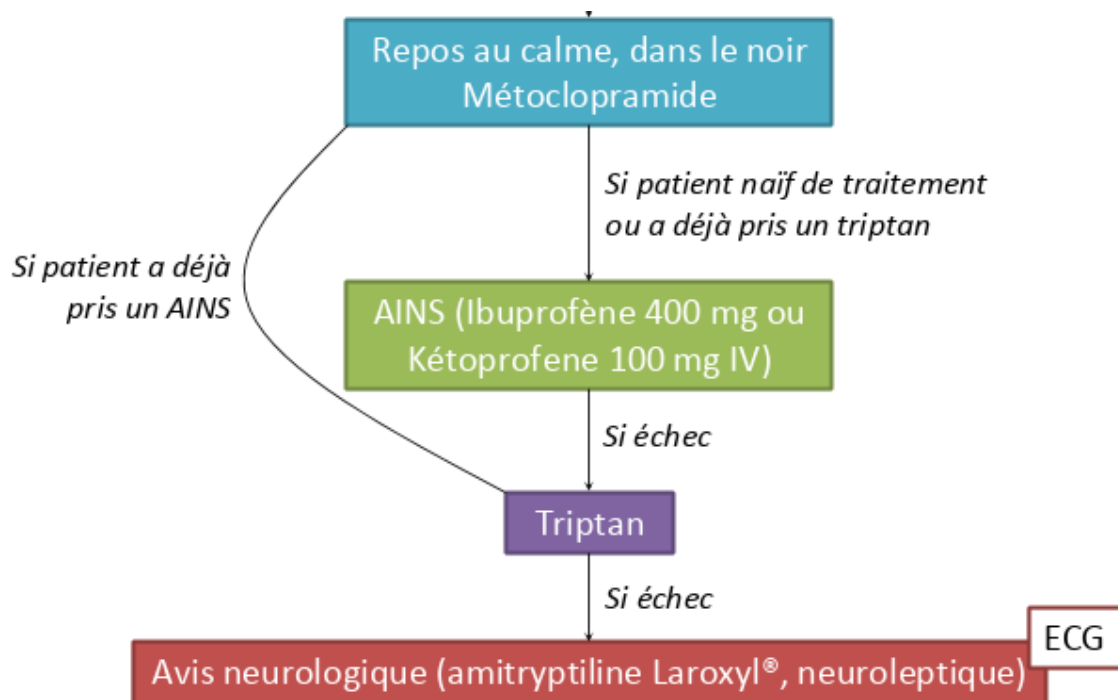 Repos au calme, dans le noir
Métoclopramide
Si patient naïf de traitement
ou a déjà pris un triptan
Si patient a déjà
pris un AINS
AINS (Ibuprofène 400 mg ou
Kétoprofene 100 mg IV)
Si échec
Triptan
Si échec
ECG
Avis neurologique (amitryptiline Laroxyl®, neuroleptique)